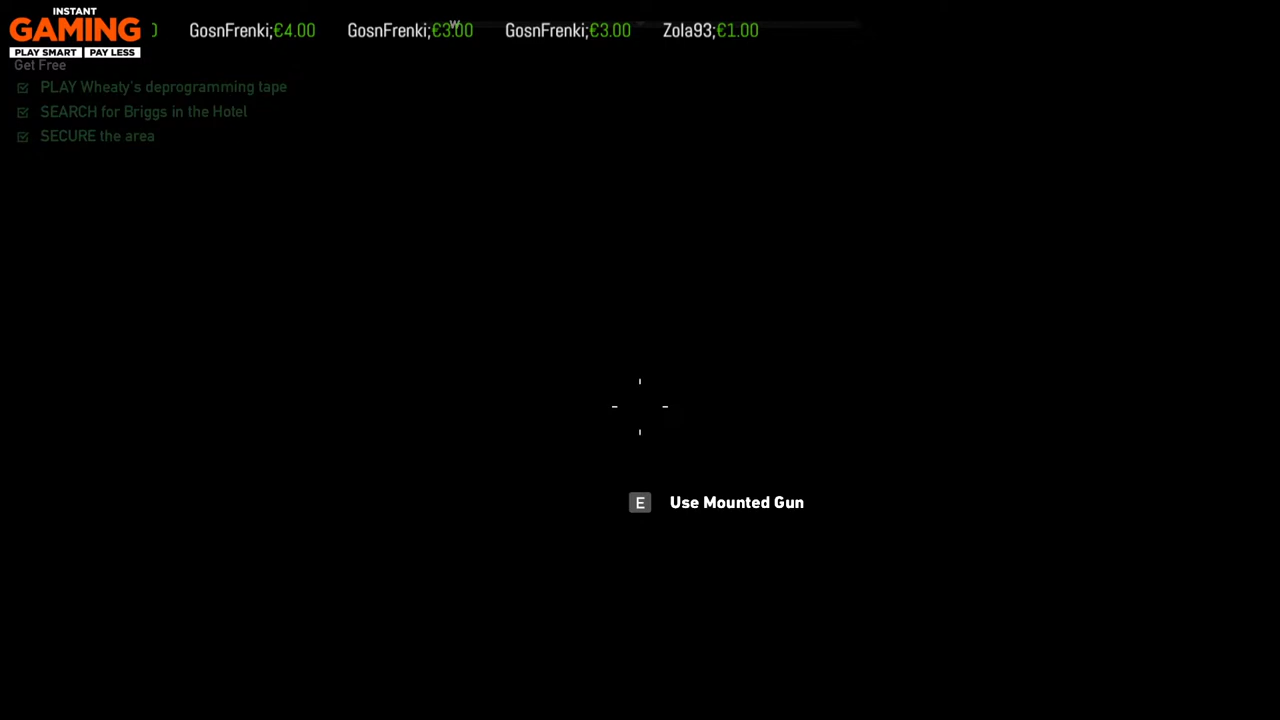 INSTANT
GAMING
PLAY SMART PAY LESS
GosnFrenki;€4.00 GosnFrenki;€3.00 GosnFrenki;€3.00 Zola93;€1.00
W
Get Free
PLAY Wheaty's deprogramming tape
SEARCH for Briggs in the Hotel
SECURE the area
E Use Mounted Gun